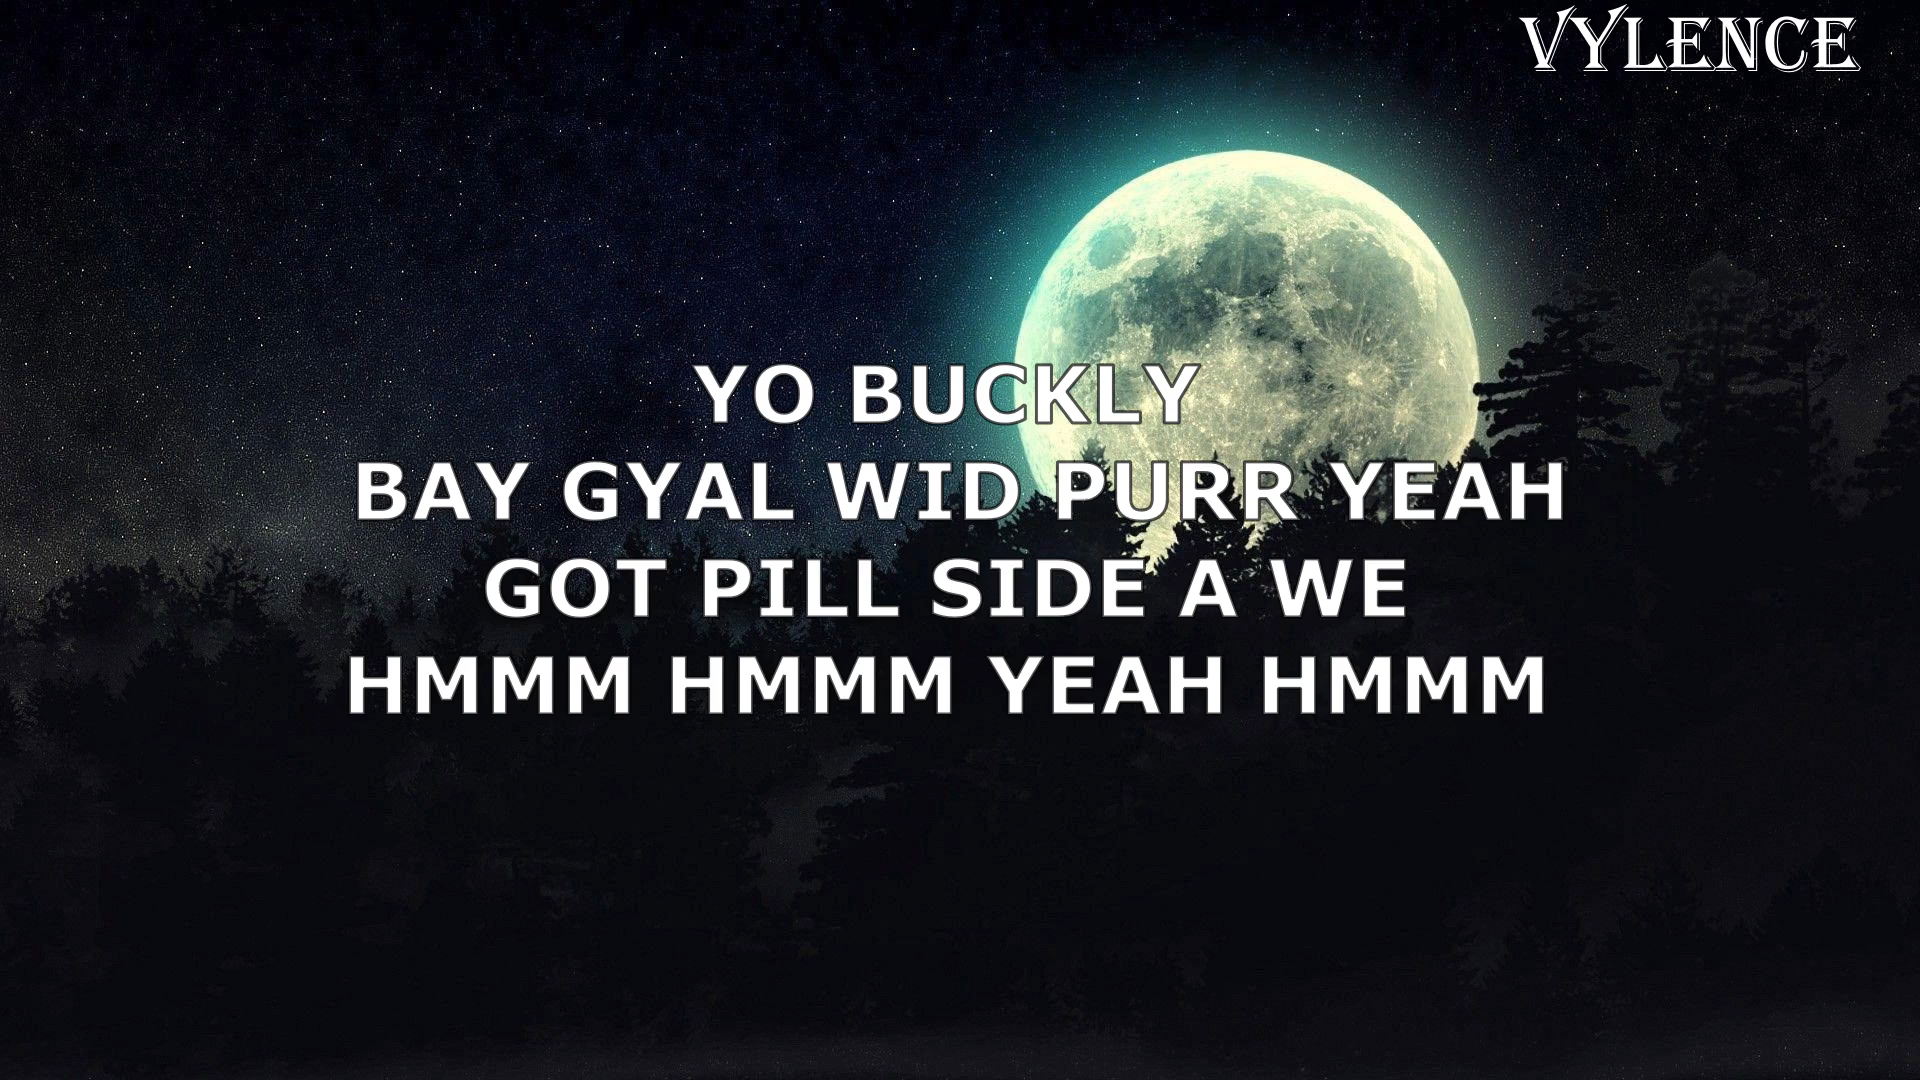 VYLENCE
YO BUCKLY
BAY GYAL WID PURR YEAH
GOT PILL SIDE A WE
HMMM HMMM YEAH HMMM